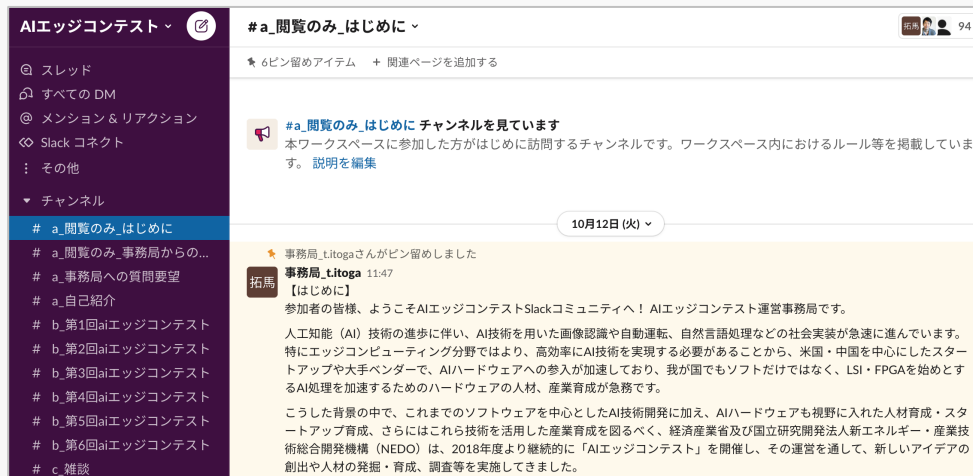 AIエッジコンテスト
スレッド
すべての DM
メンション & リアクション
Slack コネクト
その他
チャンネル
# a_閲覧のみ_はじめに
# a_閲覧のみ_事務局からの...
# a_事務局への質問要望
# a_自己紹介
# b_第1回aiエッジコンテスト
# b_第2回aiエッジコンテスト
# b_第3回aiエッジコンテスト
# b_第4回aiエッジコンテスト
# b_第5回aiエッジコンテスト
# b_第6回aiエッジコンテスト
# c_雑談
#a_閲覧のみ_はじめに
拓馬 94
6ピン留めアイテム + 関連ページを追加する
#a_閲覧のみ_はじめに チャンネルを見ています
本ワークスペースに参加した方がはじめに訪問するチャンネルです。ワークスペース内におけるルール等を掲載していま
す。 説明を編集
10月12日 (火)
事務局_t.itogaさんがピン留めしました
拓馬
事務局_t.itoga 11:47
【はじめに】
参加者の皆様、ようこそAIエッジコンテストSlackコミュニティへ! AIエッジコンテスト運営事務局です。
人工知能（AI）技術の進歩に伴い、AI技術を用いた画像認識や自動運転、自然言語処理などの社会実装が急速に進んでいます。
特にエッジコンピューティング分野ではより、高効率にAI技術を実現する必要があることから、米国・中国を中心にしたスター
トアップや大手ベンダーで、AIハードウェアへの参入が加速しており、我が国でもソフトだけではなく、LSI・FPGAを始めとす
るAI処理を加速するためのハードウェアの人材、産業育成が急務です。
こうした背景の中で、これまでのソフトウェアを中心としたAI技術開発に加え、AIハードウェアも視野に入れた人材育成・スタ
ートアップ育成、さらにはこれら技術を活用した産業育成を図るべく、経済産業省及び国立研究開発法人新エネルギー・産業技
術総合開発機構（NEDO）は、2018年度より継続的に「AIエッジコンテスト」を開催し、その運営を通して、新しいアイデアの
創出や人材の発掘・育成、調査等を実施してきました。